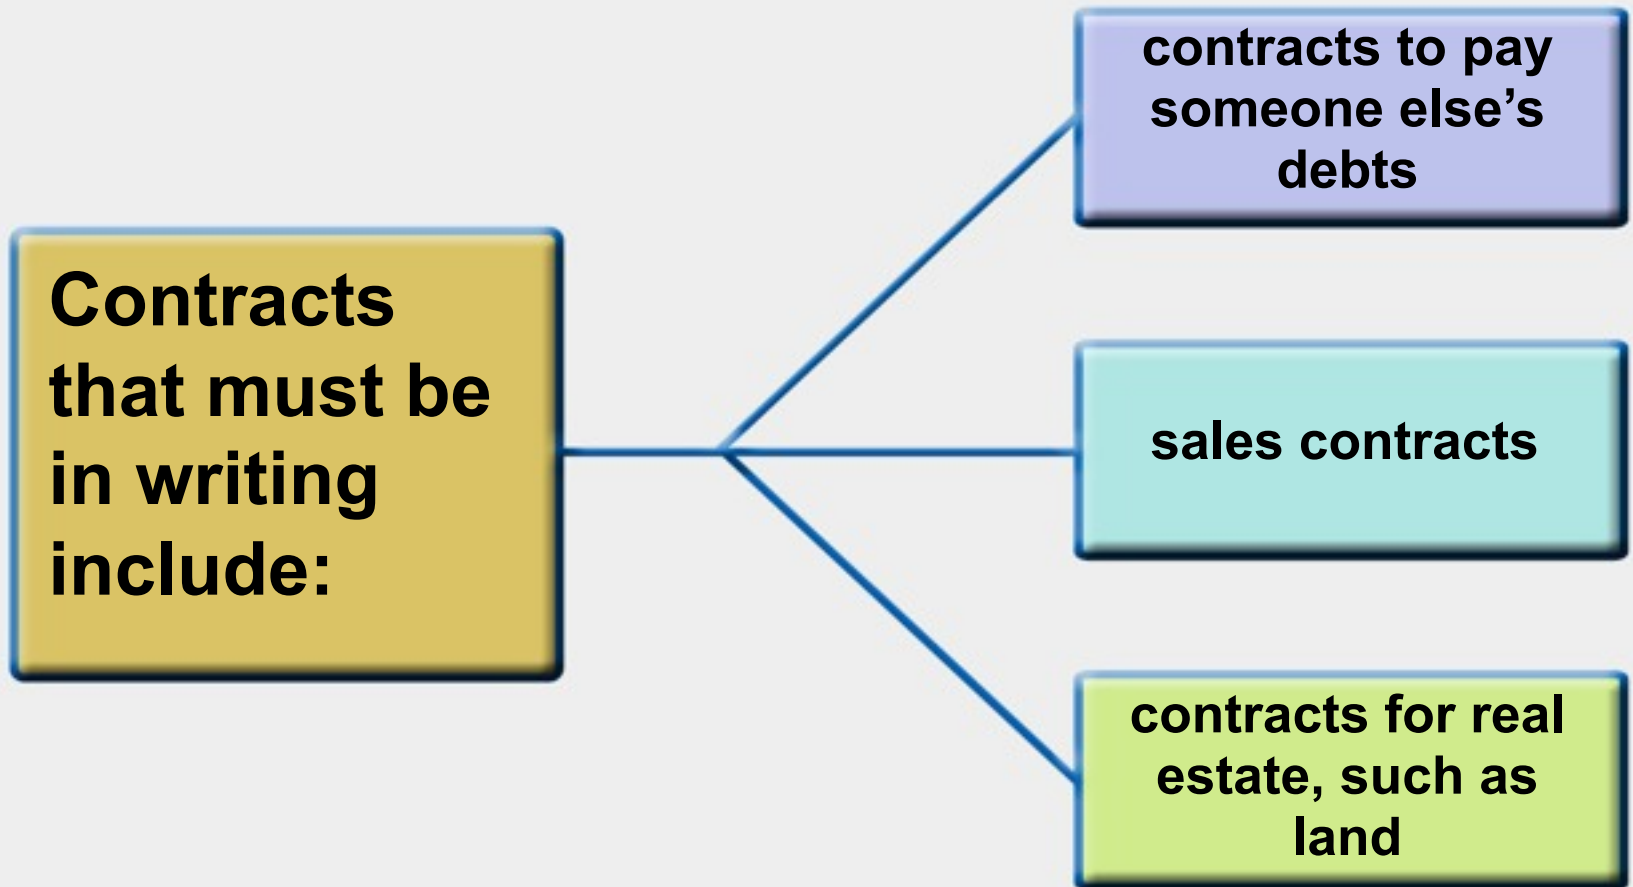 Contracts
that must be
in writing
include:
contracts to pay
someone else’s
debts
sales contracts
contracts for real
estate, such as
land